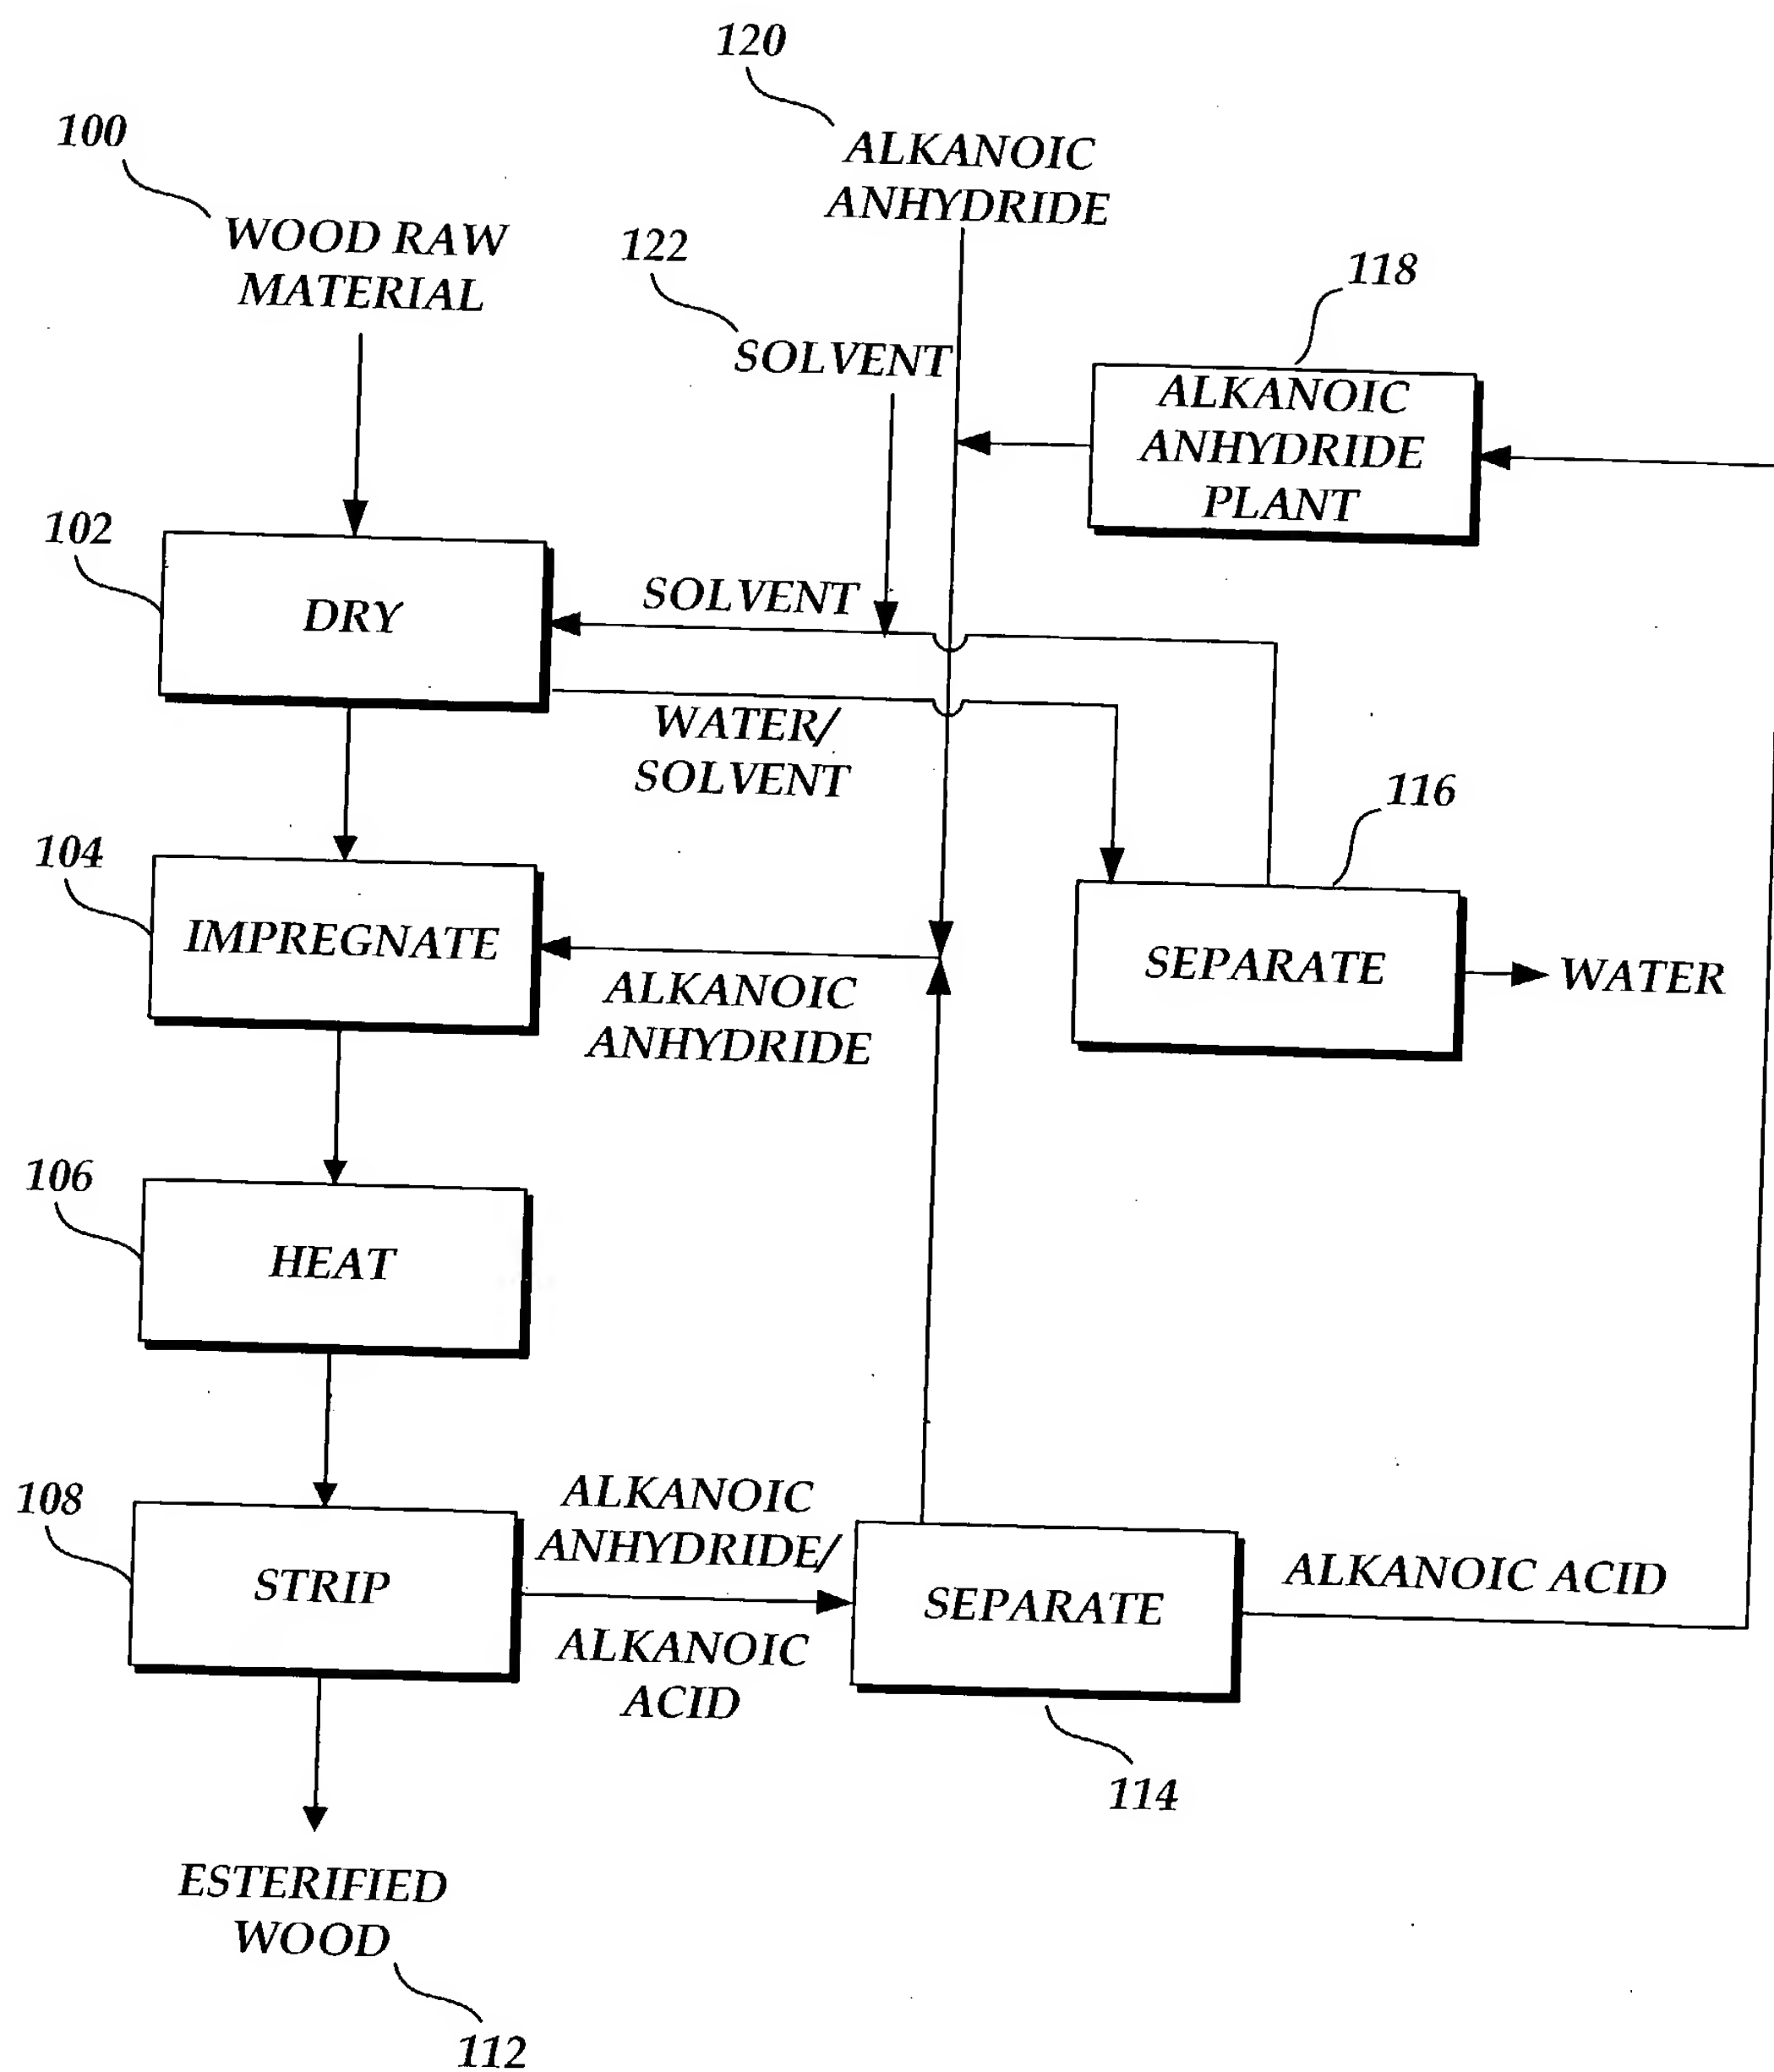 120
100
ALKANOIC
ANHYDRIDE
WOOD RAW
MATERIAL
122
118
SOLVENT
ALKANOIC
ANHYDRIDE
PLANT
102
DRY
SOLVENT
WATER/
SOLVENT
116
104
IMPREGNATE
ALKANOIC
ANHYDRIDE
SEPARATE
WATER
106
HEAT
108
STRIP
ALKANOIC
ANHYDRIDE/
ALKANOIC
ACID
SEPARATE
ALKANOIC ACID
114
ESTERIFIED
WOOD
112